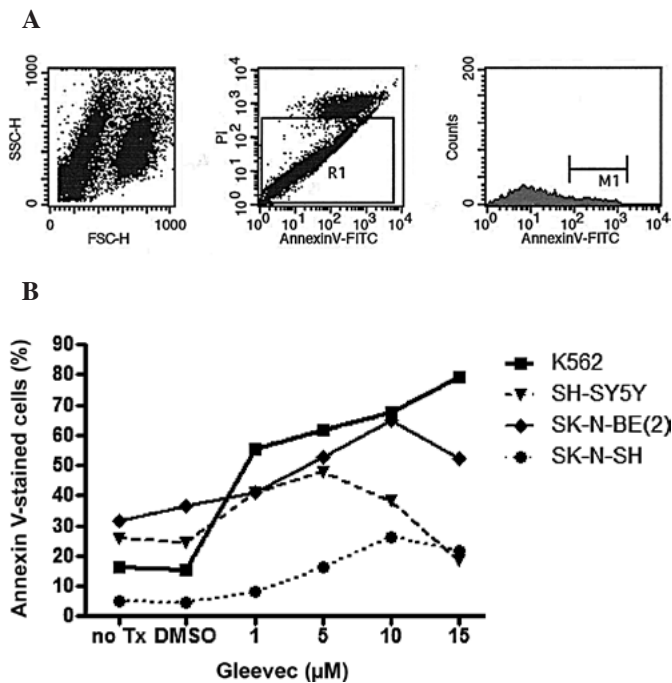 A
SSC-H
1000
0
0
1000
FSC-H
PI
10⁴
10³
10²
10¹
10⁰
R1
10⁰ 10¹ 10² 10³ 10⁴
AnnexinV-FITC
Counts
200
0
M1
10⁰ 10¹ 10² 10³ 10⁴
AnnexinV-FITC
B
Annexin V-stained cells (%)
90
80
70
60
50
40
30
20
10
0
no Tx DMSO 1 5 10 15
Gleevec (µM)
K562
SH-SY5Y
SK-N-BE(2)
SK-N-SH